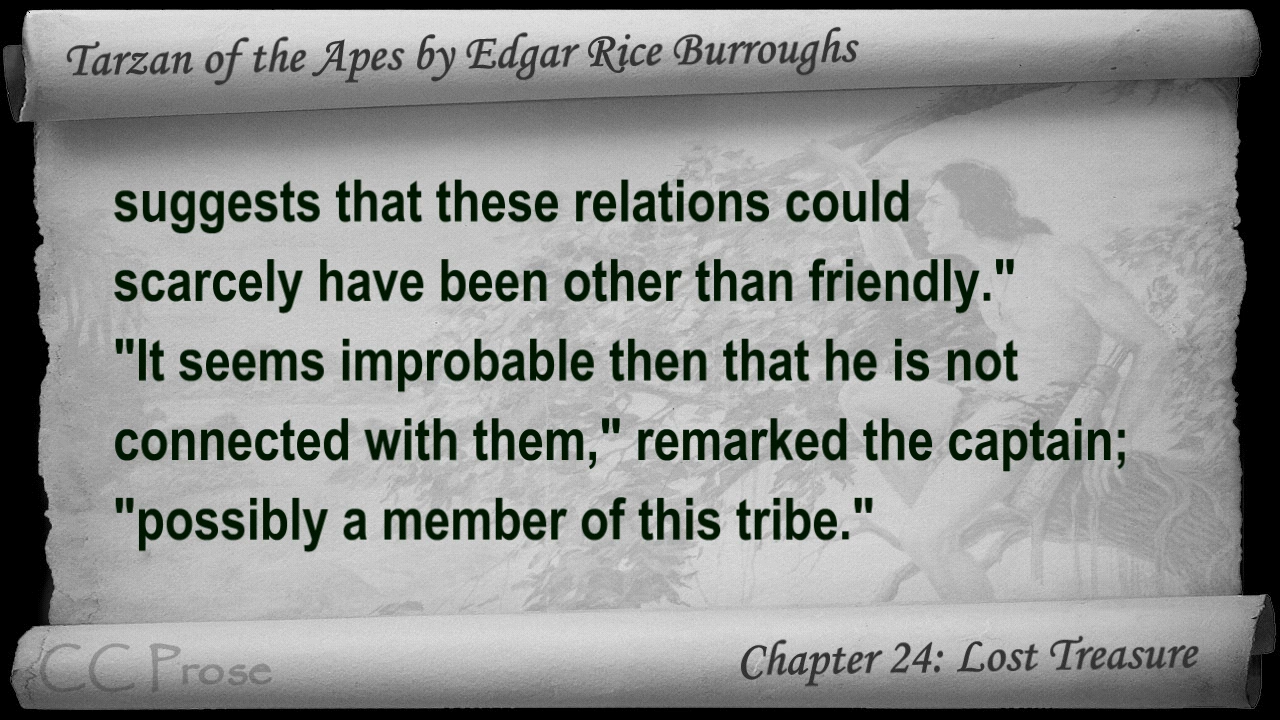 Tarzan of the Apes by Edgar Rice Burroughs
suggests that these relations could
scarcely have been other than friendly."
"It seems improbable then that he is not
connected with them," remarked the captain;
"possibly a member of this tribe."
CC Prose
Chapter 24: Lost Treasure